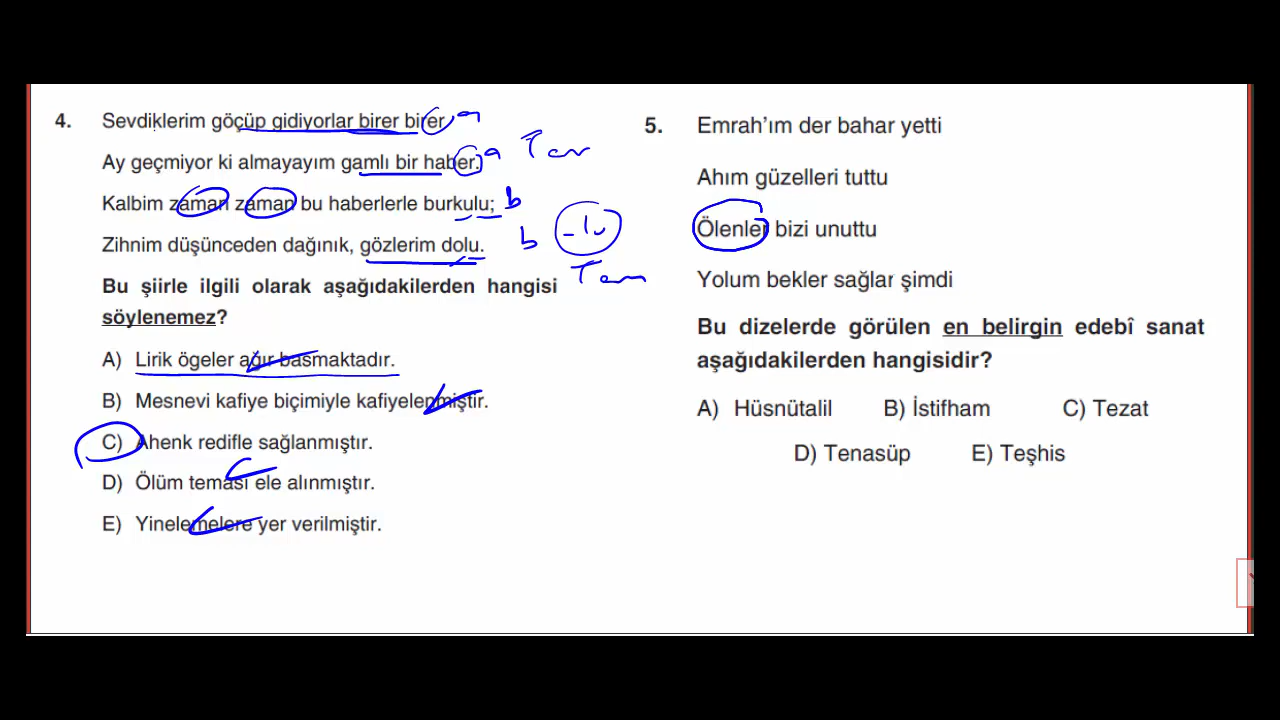 4. Sevdiklerim göçüp gidiyorlar birer birer, a
Ay geçmiyor ki almayayım gamlı bir haber. a Tam
Kalbim zaman zaman bu haberlerle burkulu; b
Zihnim düşünceden dağınık, gözlerim dolu. b -lu
Tam
Bu şiirle ilgili olarak aşağıdakilerden hangisi
söylenemez?
A) Lirik ögeler ağır basmaktadır.
B) Mesnevi kafiye biçimiyle kafiyelenmiştir.
C) Ahenk redifle sağlanmıştır.
D) Ölüm teması ele alınmıştır.
E) Yinelemelere yer verilmiştir.
5. Emrah'ım der bahar yetti
Ahım güzelleri tuttu
Ölenler bizi unuttu
Yolum bekler sağlar şimdi
Bu dizelerde görülen en belirgin edebî sanat
aşağıdakilerden hangisidir?
A) Hüsnütalil B) İstifham C) Tezat
D) Tenasüp E) Teşhis